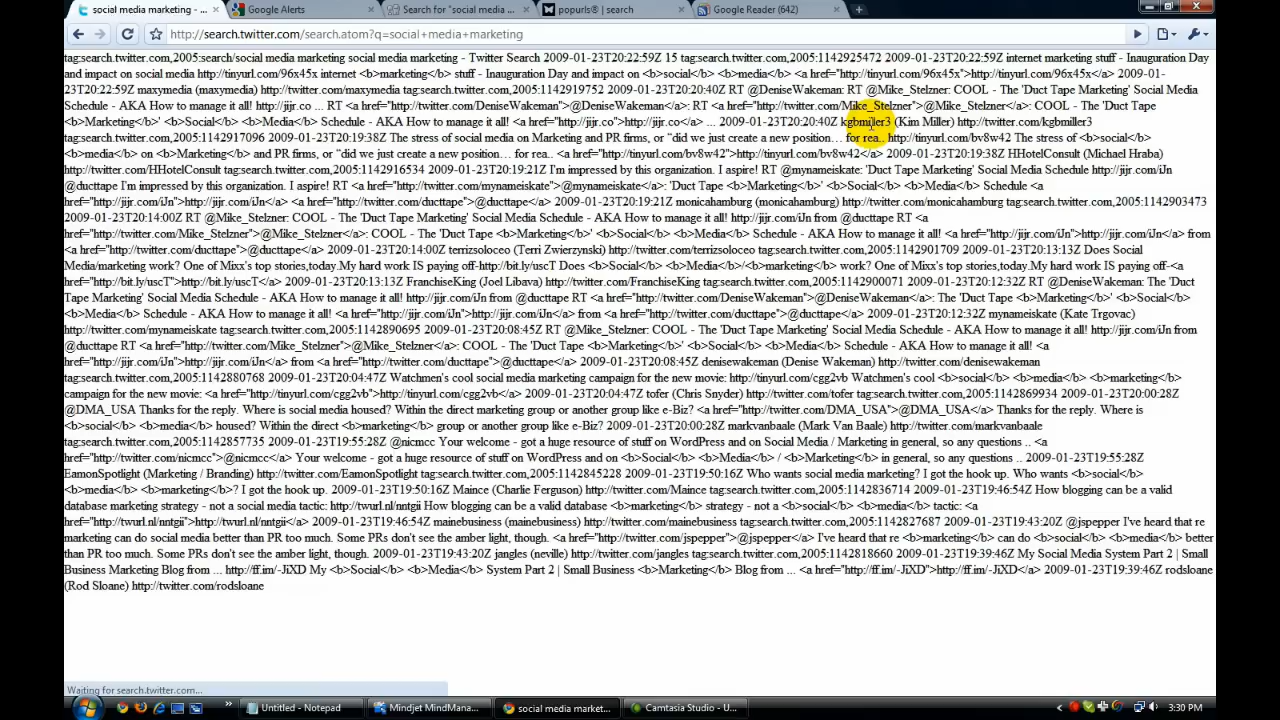 social media marketing - ...
Google Alerts
Search for "social media ...
popurls® | search
Google Reader (642)
http://search.twitter.com/search.atom?q=social+media+marketing
tag:search.twitter.com,2005:search/social media marketing social media marketing - Twitter Search 2009-01-23T20:22:59Z 15 tag:search.twitter.com,2005:1142925472 2009-01-23T20:22:59Z internet marketing stuff - Inauguration Day
and impact on social media http://tinyurl.com/96x45x internet <b>marketing</b> stuff - Inauguration Day and impact on <b>social</b> <b>media</b> <a href="http://tinyurl.com/96x45x">http://tinyurl.com/96x45x</a> 2009-01-
23T20:22:59Z maxymedia (maxymedia) http://twitter.com/maxymedia tag:search.twitter.com,2005:1142919752 2009-01-23T20:20:40Z RT @DeniseWakeman: RT @Mike_Stelzner: COOL - The 'Duct Tape Marketing' Social Media
Schedule - AKA How to manage it all! http://jijr.co ... RT <a href="http://twitter.com/DeniseWakeman">@DeniseWakeman</a>: RT <a href="http://twitter.com/Mike_Stelzner">@Mike_Stelzner</a>: COOL - The 'Duct Tape
<b>Marketing</b>' <b>Social</b> <b>Media</b> Schedule - AKA How to manage it all! <a href="http://jijr.co">http://jijr.co</a> ... 2009-01-23T20:20:40Z kgbmiller3 (Kim Miller) http://twitter.com/kgbmiller3
tag:search.twitter.com,2005:1142917096 2009-01-23T20:19:38Z The stress of social media on Marketing and PR firms, or “did we just create a new position… for rea.. http://tinyurl.com/bv8w42 The stress of <b>social</b>
<b>media</b> on <b>Marketing</b> and PR firms, or “did we just create a new position… for rea.. <a href="http://tinyurl.com/bv8w42">http://tinyurl.com/bv8w42</a> 2009-01-23T20:19:38Z HHotelConsult (Michael Hraba)
http://twitter.com/HHotelConsult tag:search.twitter.com,2005:1142916534 2009-01-23T20:19:21Z I'm impressed by this organization. I aspire! RT @mynameiskate: 'Duct Tape Marketing' Social Media Schedule http://jijr.com/iJn
@ducttape I'm impressed by this organization. I aspire! RT <a href="http://twitter.com/mynameiskate">@mynameiskate</a>: 'Duct Tape <b>Marketing</b>' <b>Social</b> <b>Media</b> Schedule <a
href="http://jijr.com/iJn">http://jijr.com/iJn</a> <a href="http://twitter.com/ducttape">@ducttape</a> 2009-01-23T20:19:21Z monicahamburg (monicahamburg) http://twitter.com/monicahamburg tag:search.twitter.com,2005:1142903473
2009-01-23T20:14:00Z RT @Mike_Stelzner: COOL - The 'Duct Tape Marketing' Social Media Schedule - AKA How to manage it all! http://jijr.com/iJn from @ducttape RT <a
href="http://twitter.com/Mike_Stelzner">@Mike_Stelzner</a>: COOL - The 'Duct Tape <b>Marketing</b>' <b>Social</b> <b>Media</b> Schedule - AKA How to manage it all! <a href="http://jijr.com/iJn">http://jijr.com/iJn</a> from
<a href="http://twitter.com/ducttape">@ducttape</a> 2009-01-23T20:14:00Z terrizsoloceo (Terri Zwierzynski) http://twitter.com/terrizsoloceo tag:search.twitter.com,2005:1142901709 2009-01-23T20:13:13Z Does Social
Media/marketing work? One of Mixx's top stories,today.My hard work IS paying off-http://bit.ly/uscT Does <b>Social</b> <b>Media</b>/<b>marketing</b> work? One of Mixx's top stories,today.My hard work IS paying off-<a
href="http://bit.ly/uscT">http://bit.ly/uscT</a> 2009-01-23T20:13:13Z FranchiseKing (Joel Libava) http://twitter.com/FranchiseKing tag:search.twitter.com,2005:1142900071 2009-01-23T20:12:32Z RT @DeniseWakeman: The 'Duct
Tape Marketing' Social Media Schedule - AKA How to manage it all! http://jijr.com/iJn from @ducttape RT <a href="http://twitter.com/DeniseWakeman">@DeniseWakeman</a>: The 'Duct Tape <b>Marketing</b>' <b>Social</b>
<b>Media</b> Schedule - AKA How to manage it all! <a href="http://jijr.com/iJn">http://jijr.com/iJn</a> from <a href="http://twitter.com/ducttape">@ducttape</a> 2009-01-23T20:12:32Z mynameiskate (Kate Trgovac)
http://twitter.com/mynameiskate tag:search.twitter.com,2005:1142890695 2009-01-23T20:08:45Z RT @Mike_Stelzner: COOL - The 'Duct Tape Marketing' Social Media Schedule - AKA How to manage it all! http://jijr.com/iJn from
@ducttape RT <a href="http://twitter.com/Mike_Stelzner">@Mike_Stelzner</a>: COOL - The 'Duct Tape <b>Marketing</b>' <b>Social</b> <b>Media</b> Schedule - AKA How to manage it all! <a
href="http://jijr.com/iJn">http://jijr.com/iJn</a> from <a href="http://twitter.com/ducttape">@ducttape</a> 2009-01-23T20:08:45Z denisewakeman (Denise Wakeman) http://twitter.com/denisewakeman
tag:search.twitter.com,2005:1142880768 2009-01-23T20:04:47Z Watchmen's cool social media marketing campaign for the new movie: http://tinyurl.com/cgg2vb Watchmen's cool <b>social</b> <b>media</b> <b>marketing</b>
campaign for the new movie: <a href="http://tinyurl.com/cgg2vb">http://tinyurl.com/cgg2vb</a> 2009-01-23T20:04:47Z tofer (Chris Snyder) http://twitter.com/tofer tag:search.twitter.com,2005:1142869934 2009-01-23T20:00:28Z
@DMA_USA Thanks for the reply. Where is social media housed? Within the direct marketing group or another group like e-Biz? <a href="http://twitter.com/DMA_USA">@DMA_USA</a> Thanks for the reply. Where is
<b>social</b> <b>media</b> housed? Within the direct <b>marketing</b> group or another group like e-Biz? 2009-01-23T20:00:28Z markvanbaale (Mark Van Baale) http://twitter.com/markvanbaale
tag:search.twitter.com,2005:1142857735 2009-01-23T19:55:28Z @nicmcc Your welcome - got a huge resource of stuff on WordPress and on Social Media / Marketing in general, so any questions .. <a
href="http://twitter.com/nicmcc">@nicmcc</a> Your welcome - got a huge resource of stuff on WordPress and on <b>Social</b> <b>Media</b> / <b>Marketing</b> in general, so any questions .. 2009-01-23T19:55:28Z
EamonSpotlight (Marketing / Branding) http://twitter.com/EamonSpotlight tag:search.twitter.com,2005:1142845228 2009-01-23T19:50:16Z Who wants social media marketing? I got the hook up. Who wants <b>social</b>
<b>media</b> <b>marketing</b>? I got the hook up. 2009-01-23T19:50:16Z Maince (Charlie Ferguson) http://twitter.com/Maince tag:search.twitter.com,2005:1142836714 2009-01-23T19:46:54Z How blogging can be a valid
database marketing strategy - not a social media tactic: http://twurl.nl/nntgii How blogging can be a valid database <b>marketing</b> strategy - not a <b>social</b> <b>media</b> tactic: <a
href="http://twurl.nl/nntgii">http://twurl.nl/nntgii</a> 2009-01-23T19:46:54Z mainebusiness (mainebusiness) http://twitter.com/mainebusiness tag:search.twitter.com,2005:1142827687 2009-01-23T19:43:20Z @jspepper I've heard that re
marketing can do social media better than PR too much. Some PRs don't see the amber light, though. <a href="http://twitter.com/jspepper">@jspepper</a> I've heard that re <b>marketing</b> can do <b>social</b> <b>media</b> better
than PR too much. Some PRs don't see the amber light, though. 2009-01-23T19:43:20Z jangles (neville) http://twitter.com/jangles tag:search.twitter.com,2005:1142818660 2009-01-23T19:39:46Z My Social Media System Part 2 | Small
Business Marketing Blog from ... http://ff.im/-JiXD My <b>Social</b> <b>Media</b> System Part 2 | Small Business <b>Marketing</b> Blog from ... <a href="http://ff.im/-JiXD">http://ff.im/-JiXD</a> 2009-01-23T19:39:46Z rodsloane
(Rod Sloane) http://twitter.com/rodsloane
Waiting for search.twitter.com...
Untitled - Notepad
Mindjet MindMana...
social media market...
Camtasia Studio - U...
3:30 PM